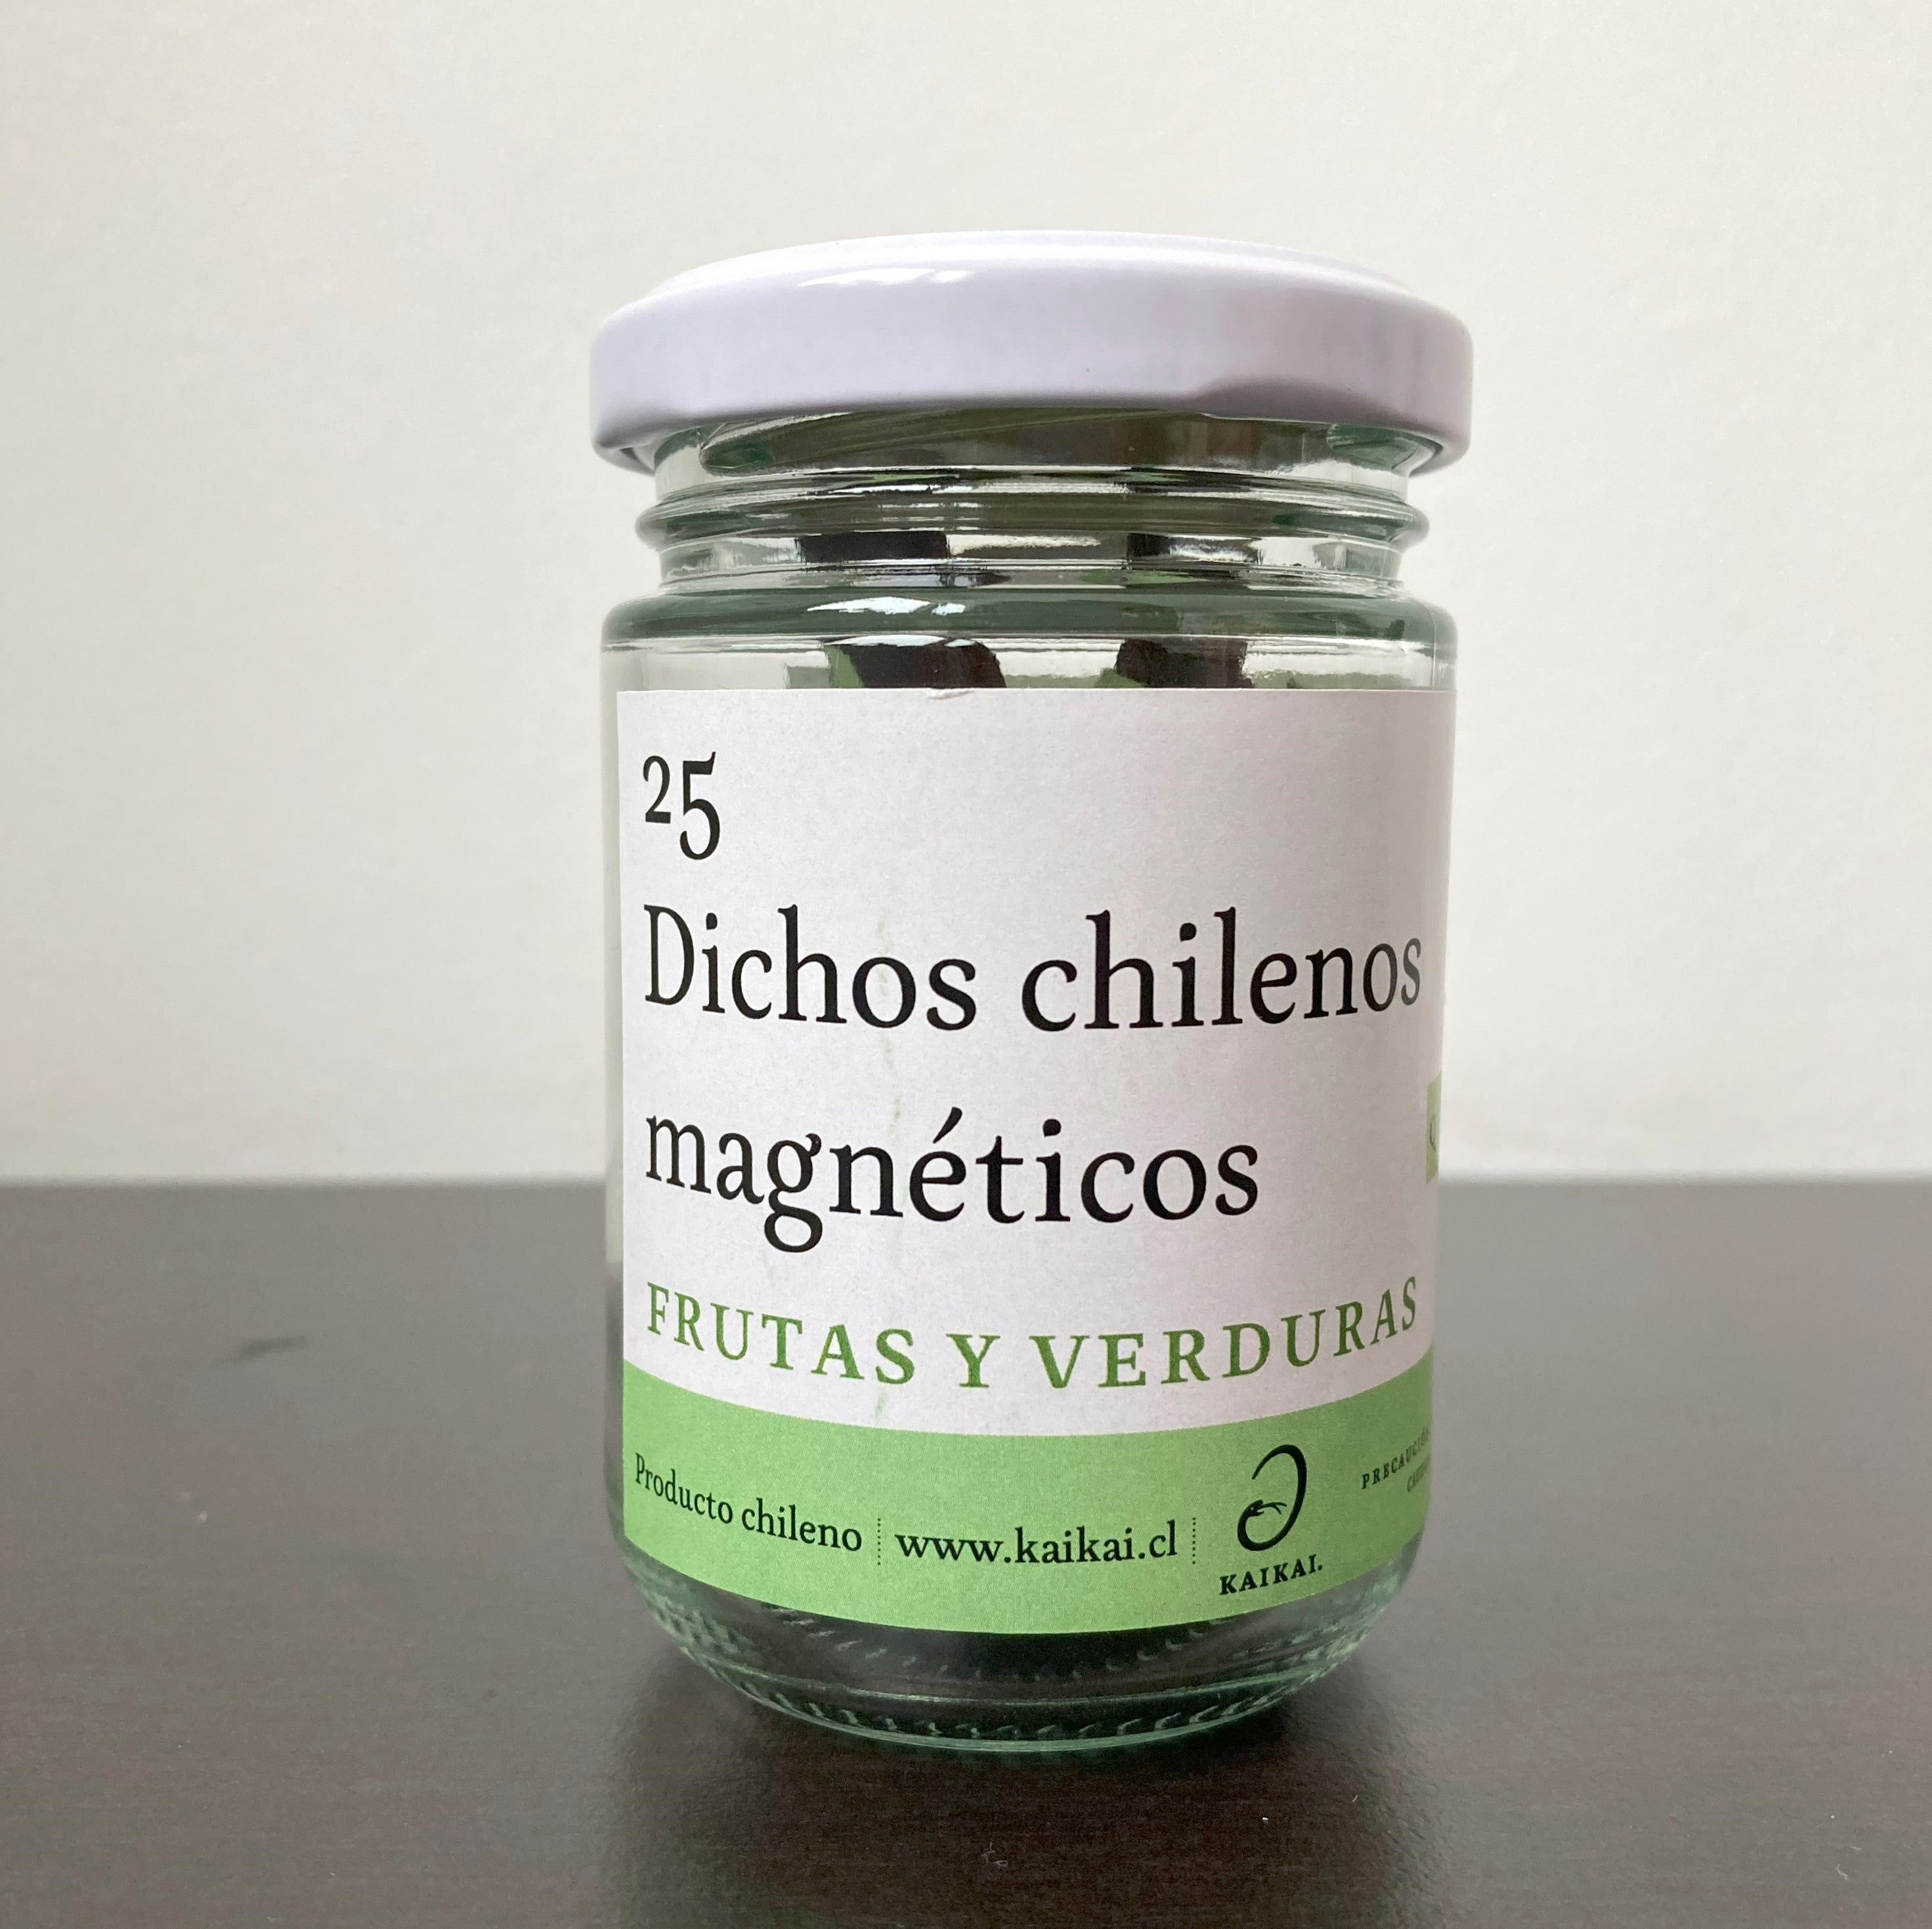 25
Dichos chilenos
magnéticos
FRUTAS Y VERDURAS
Producto chileno
www.kaikai.cl
KAIKAI.